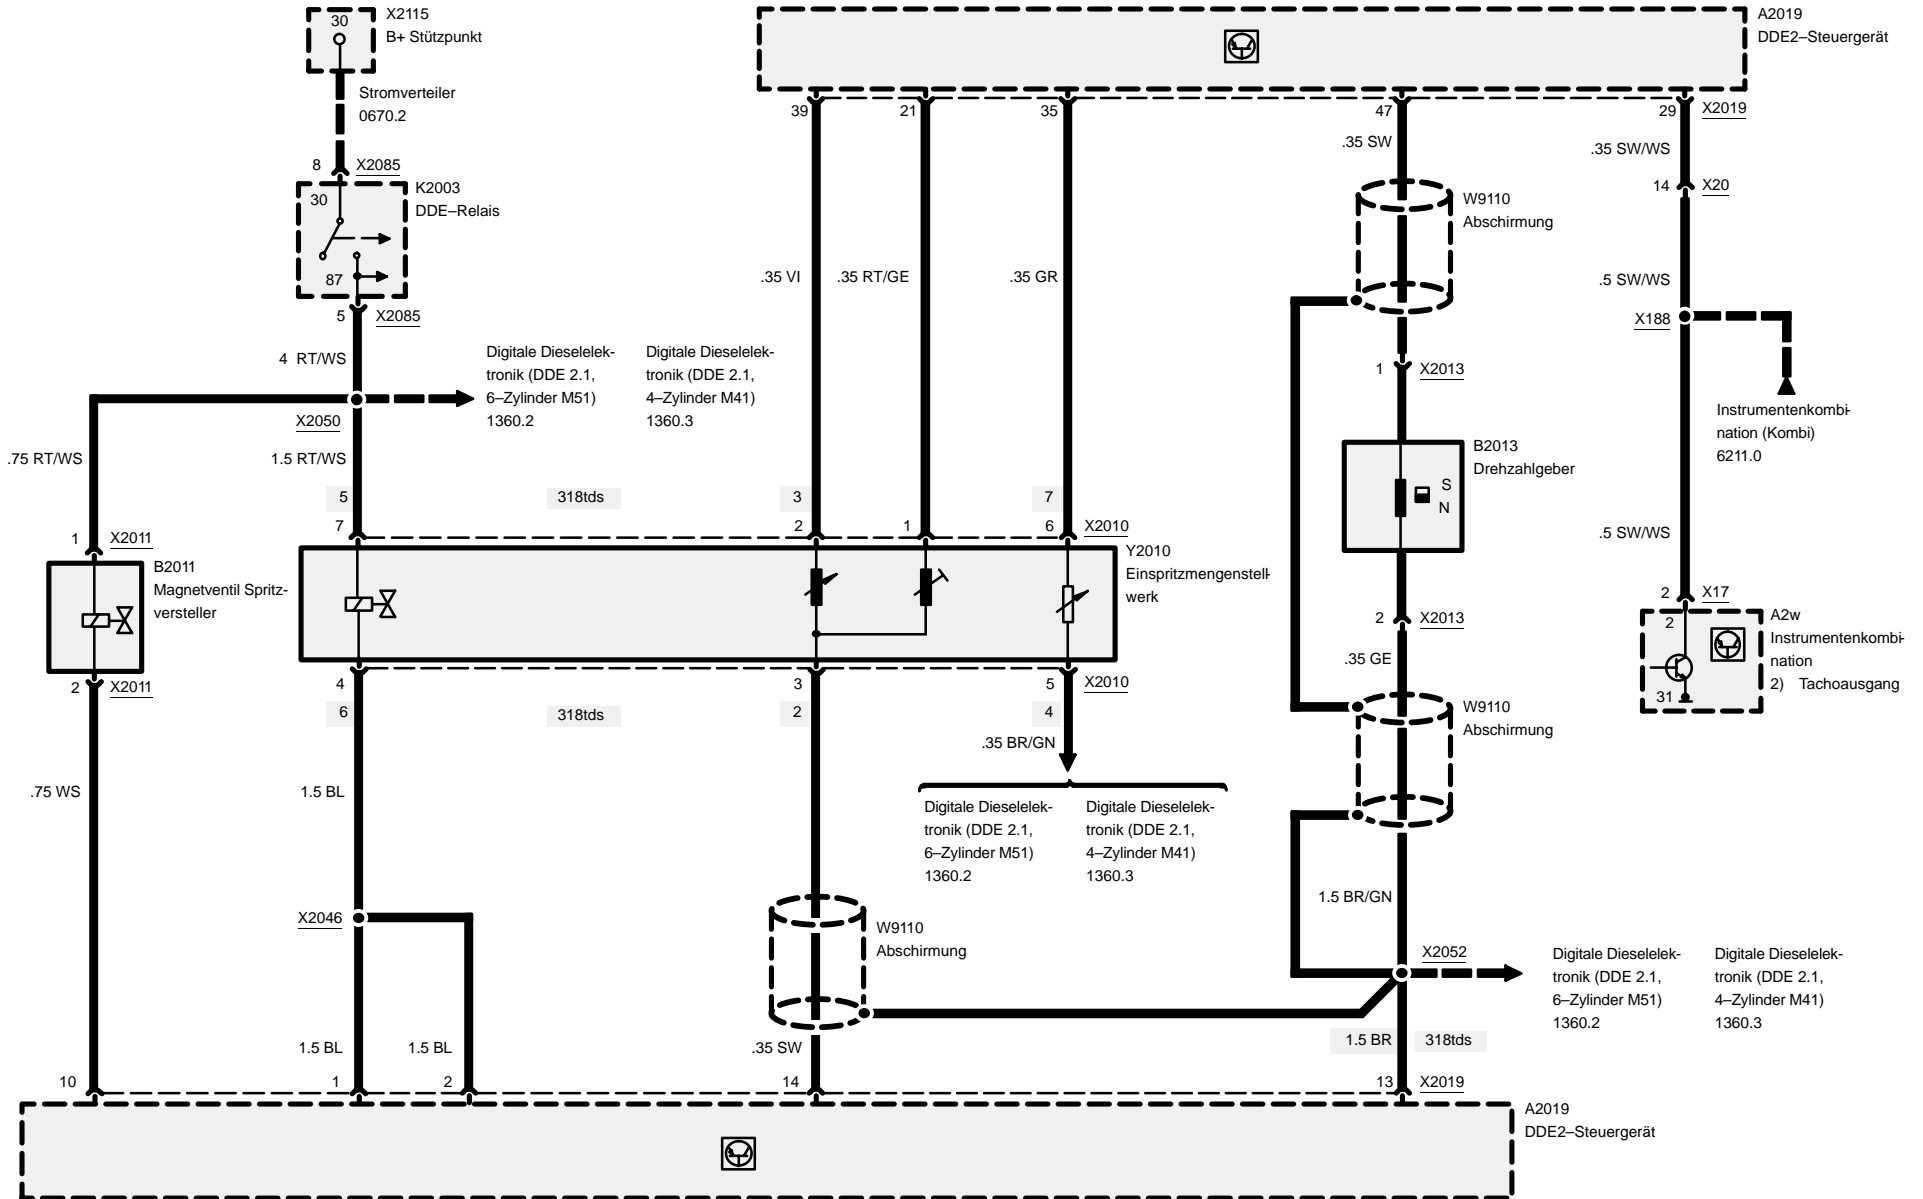 30
X2115
B+ Stützpunkt
Stromverteiler
0670.2
8
X2085
30
K2003
DDE–Relais
87
5
X2085
4 RT/WS
Digitale Dieselelek-
tronik (DDE 2.1,
6–Zylinder M51)
1360.2
Digitale Dieselelek-
tronik (DDE 2.1,
4–Zylinder M41)
1360.3
X2050
.75 RT/WS
1.5 RT/WS
5
318tds
3
7
7
2
1
6
X2010
1
X2011
B2011
Magnetventil Spritz-
versteller
Y2010
Einspritzmengenstell-
werk
2
X2011
4
3
5
X2010
6
318tds
2
4
.75 WS
1.5 BL
.35 BR/GN
Digitale Dieselelek-
tronik (DDE 2.1,
6–Zylinder M51)
1360.2
Digitale Dieselelek-
tronik (DDE 2.1,
4–Zylinder M41)
1360.3
X2046
W9110
Abschirmung
1.5 BL
1.5 BL
.35 SW
10
1
2
14
13
X2019
A2019
DDE2–Steuergerät
A2019
DDE2–Steuergerät
39
21
35
47
29
X2019
.35 SW
.35 SW/WS
14
X20
W9110
Abschirmung
.35 VI
.35 RT/GE
.35 GR
.5 SW/WS
X188
1
X2013
Instrumentenkombi-
nation (Kombi)
6211.0
B2013
Drehzahlgeber
S
N
.5 SW/WS
2
X2013
2
X17
.35 GE
2
31
A2w
Instrumentenkombi-
nation
2) Tachoausgang
W9110
Abschirmung
1.5 BR/GN
X2052
Digitale Dieselelek-
tronik (DDE 2.1,
6–Zylinder M51)
1360.2
Digitale Dieselelek-
tronik (DDE 2.1,
4–Zylinder M41)
1360.3
1.5 BR
318tds